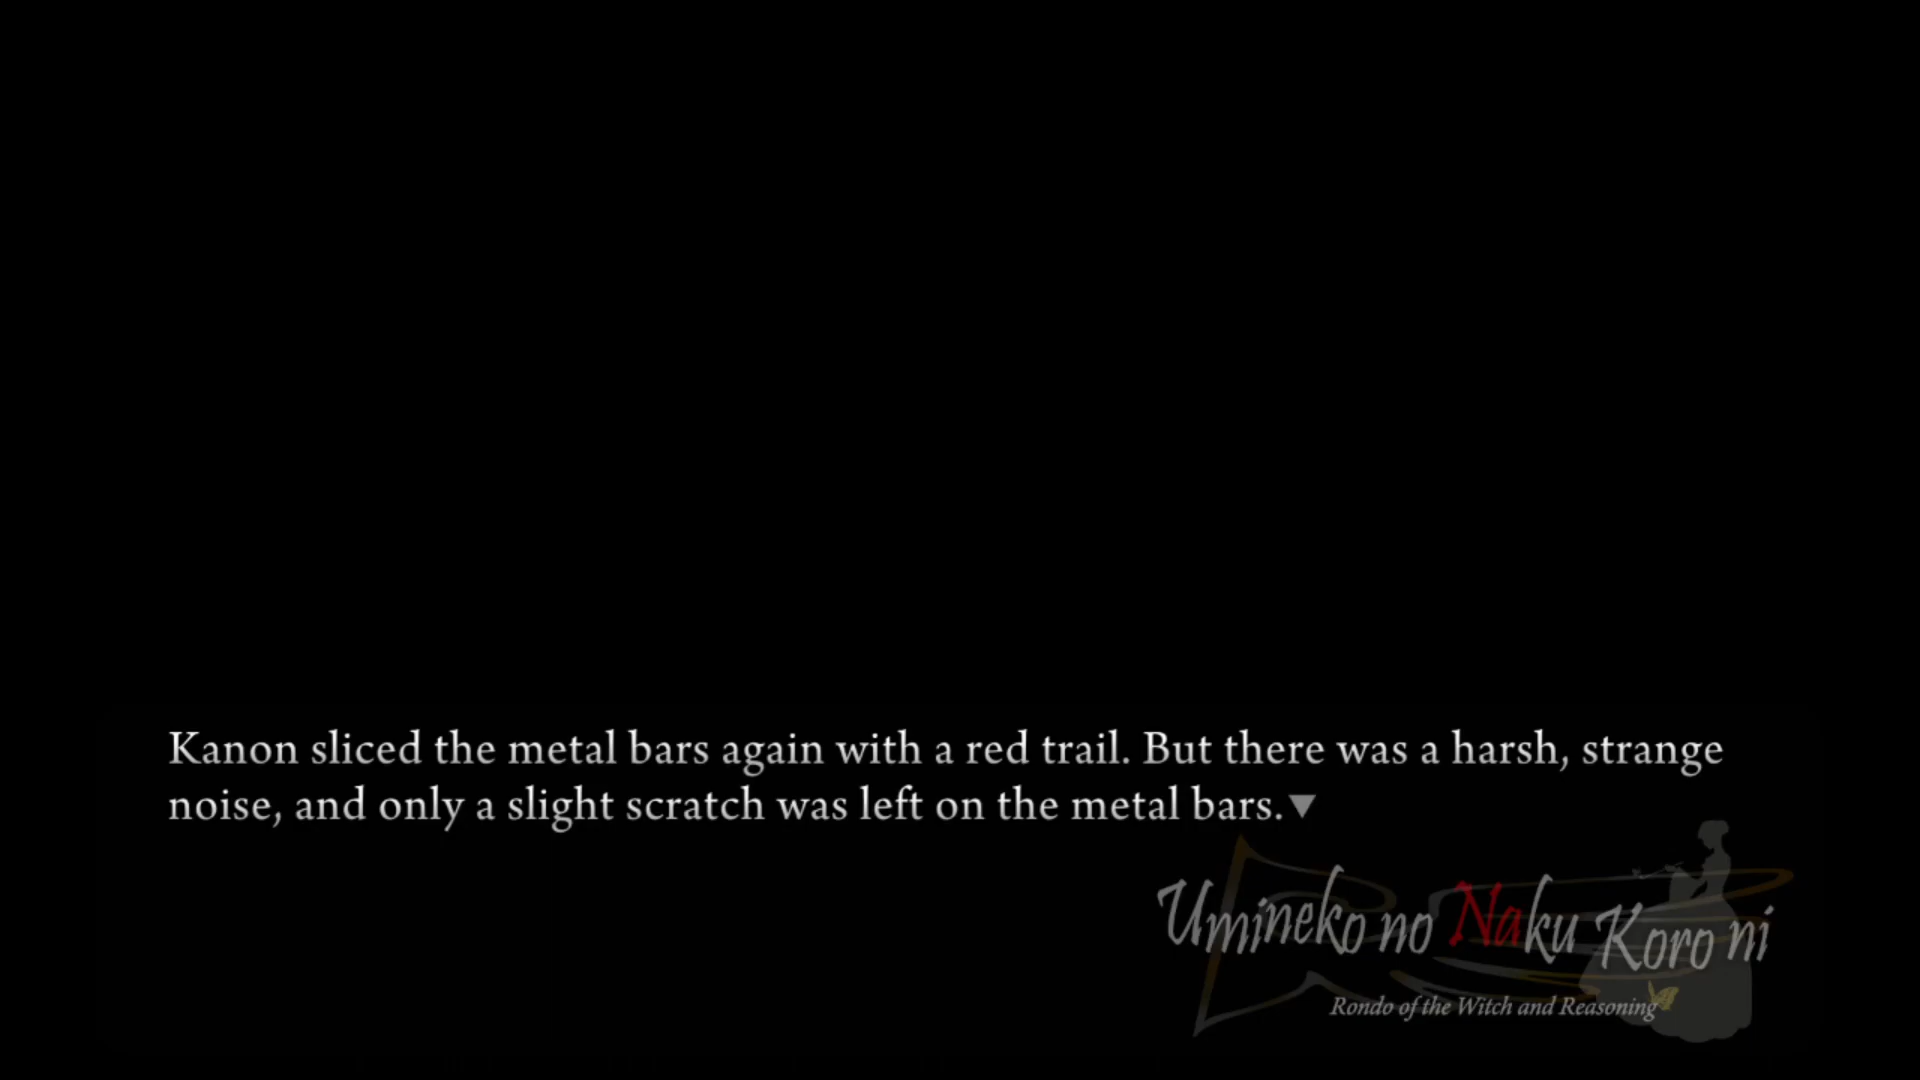 Kanon sliced the metal bars again with a red trail. But there was a harsh, strange
noise, and only a slight scratch was left on the metal bars.▼
Umineko no Naku Koro ni
Rondo of the Witch and Reasoning